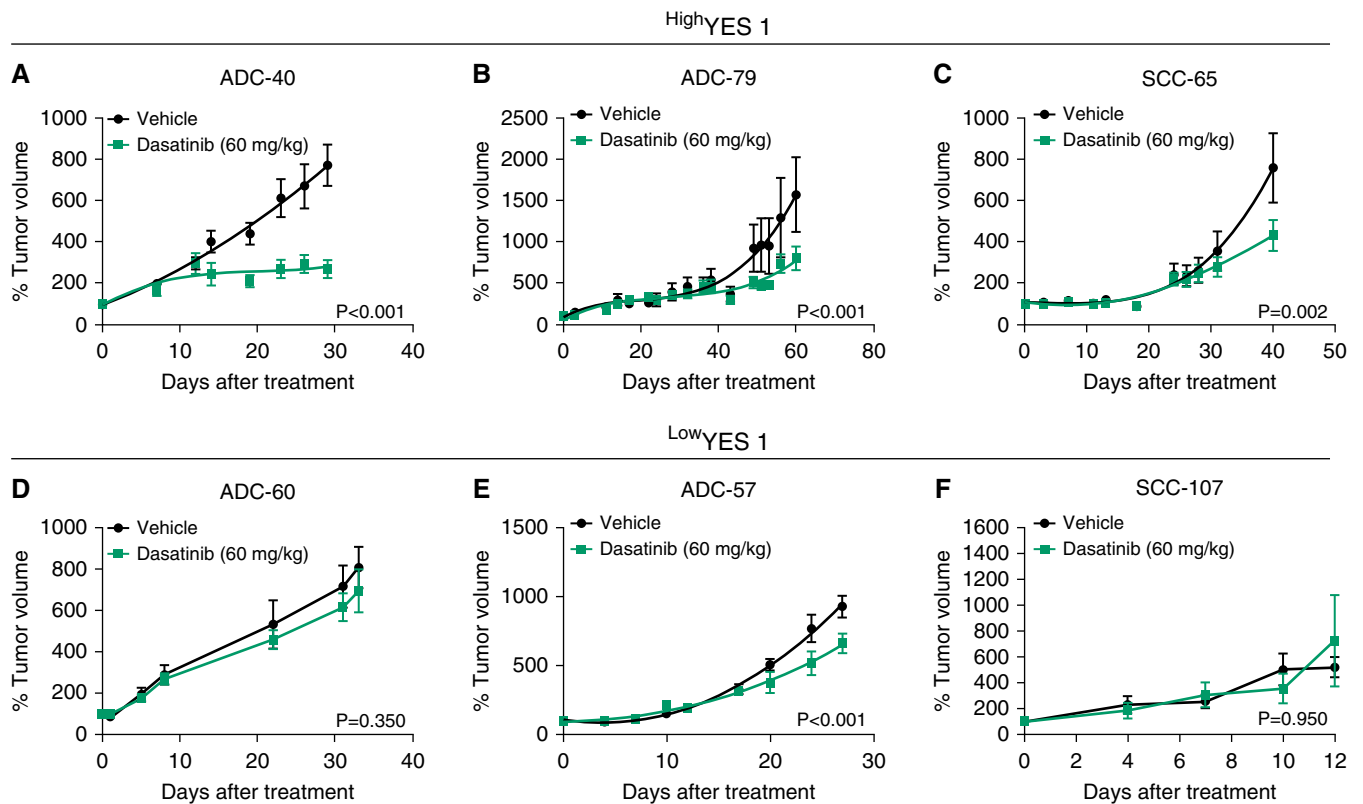 HighYES 1
A
ADC-40
% Tumor volume
1000
800
600
400
200
0
Vehicle
Dasatinib (60 mg/kg)
P<0.001
0 10 20 30 40
Days after treatment
B
ADC-79
% Tumor volume
2500
2000
1500
1000
500
0
Vehicle
Dasatinib (60 mg/kg)
P<0.001
0 20 40 60 80
Days after treatment
C
SCC-65
% Tumor volume
1000
800
600
400
200
0
Vehicle
Dasatinib (60 mg/kg)
P=0.002
0 10 20 30 40 50
Days after treatment
LowYES 1
D
ADC-60
% Tumor volume
1000
800
600
400
200
0
Vehicle
Dasatinib (60 mg/kg)
P=0.350
0 10 20 30 40
Days after treatment
E
ADC-57
% Tumor volume
1500
1000
500
0
Vehicle
Dasatinib (60 mg/kg)
P<0.001
0 10 20 30
Days after treatment
F
SCC-107
% Tumor volume
1600
1400
1200
1000
800
600
400
200
0
Vehicle
Dasatinib (60 mg/kg)
P=0.950
0 2 4 6 8 10 12
Days after treatment